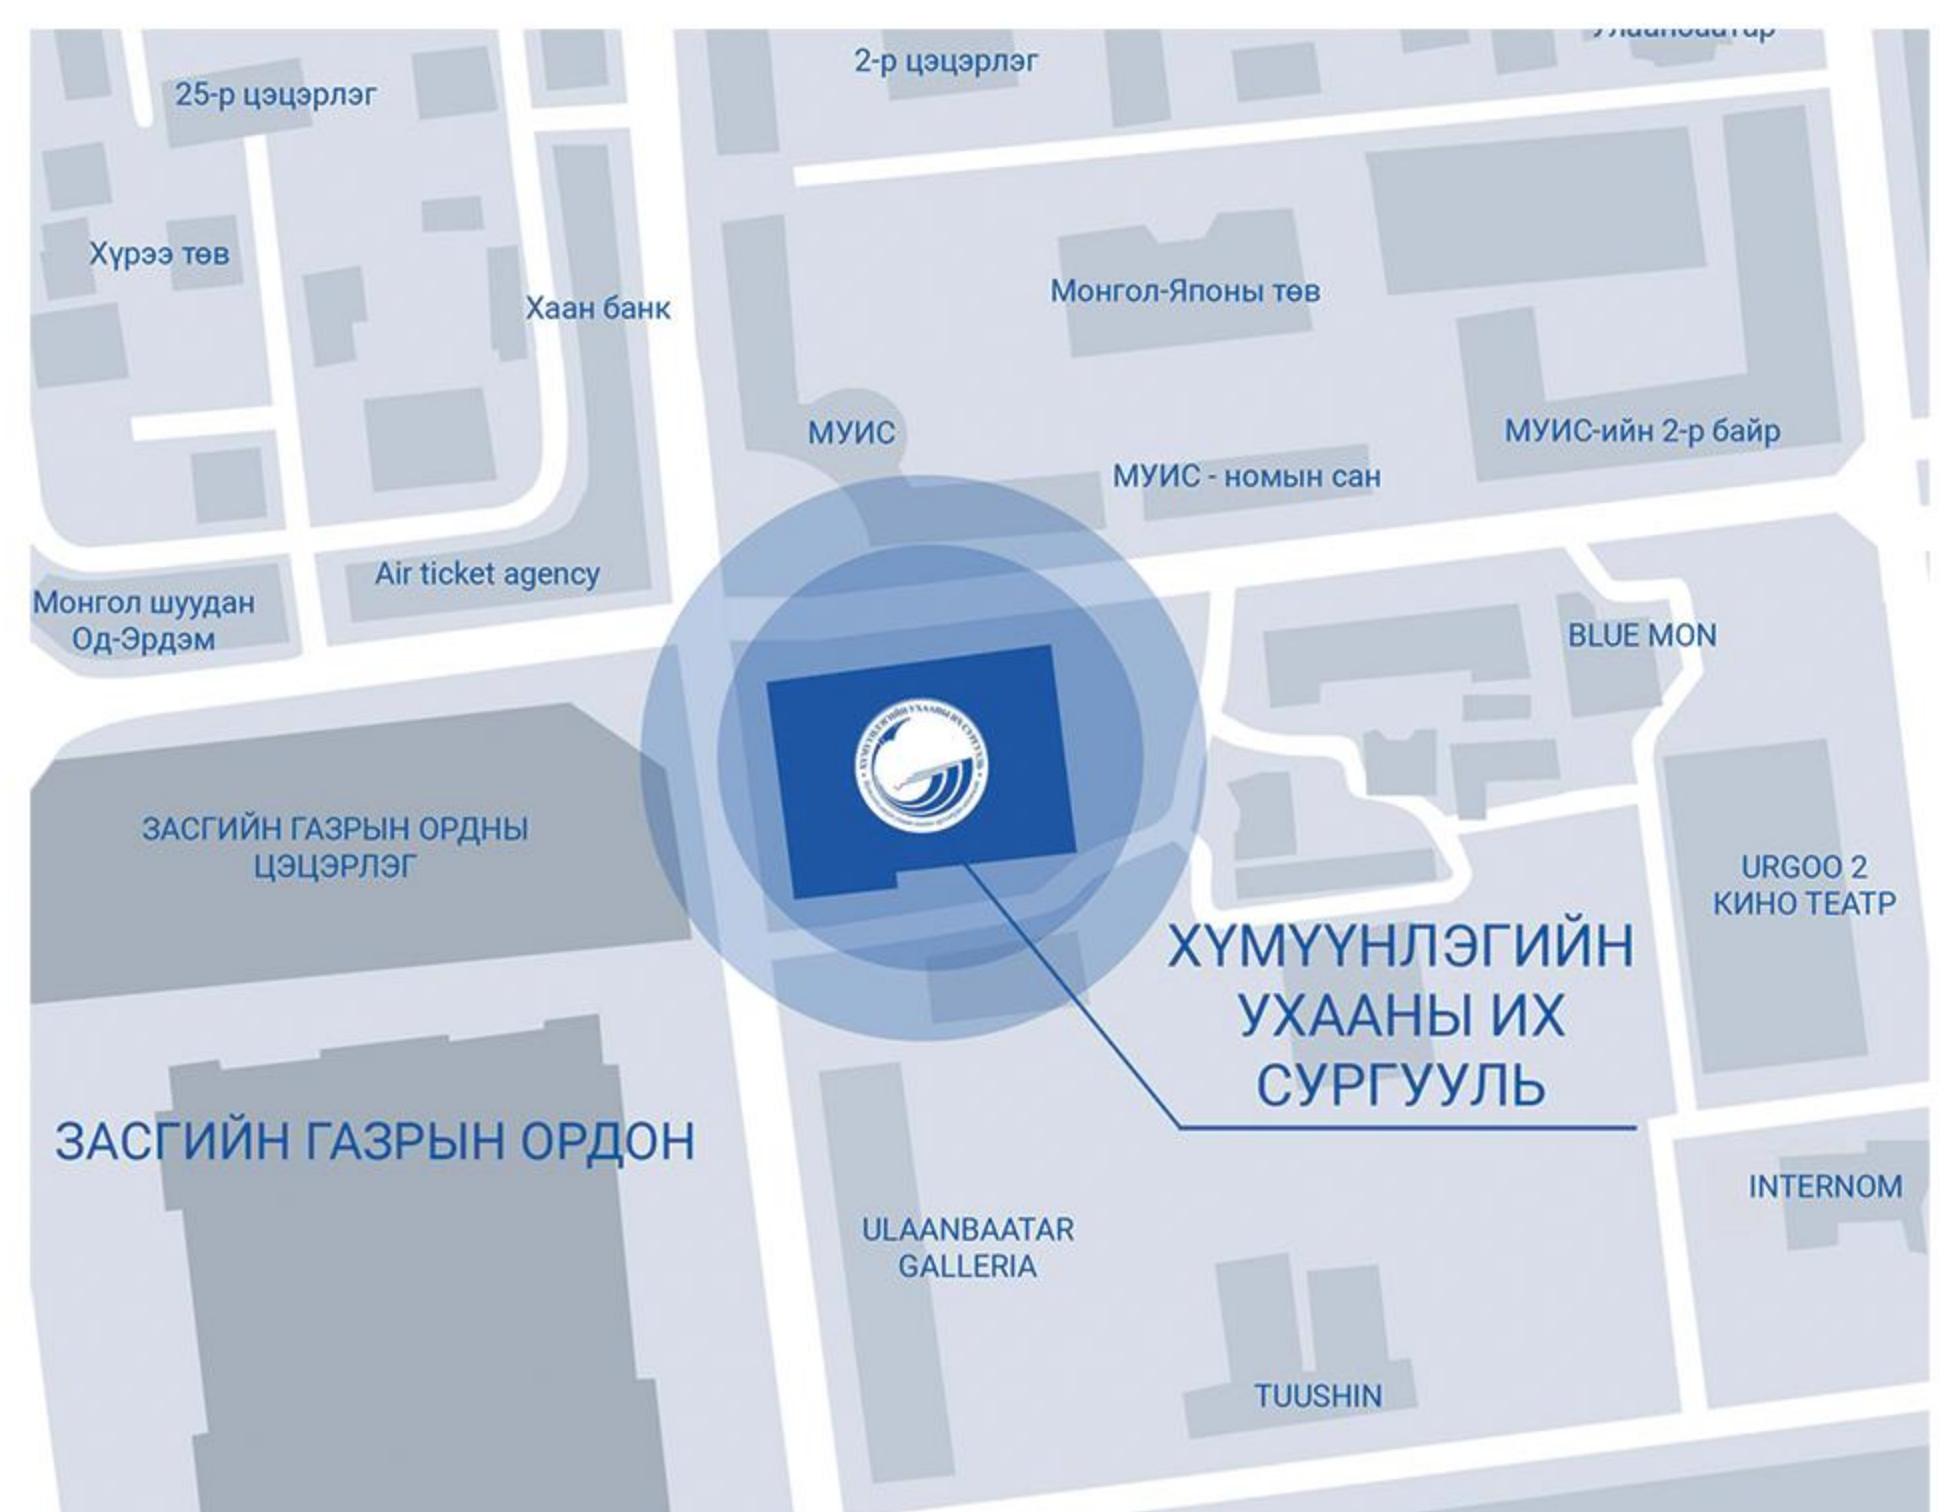 2-р цэцэрлэг
25-р цэцэрлэг
Хүрээ төв
Хаан банк
Монгол-Японы төв
МУИС
МУИС-ийн 2-р байр
МУИС - номын сан
Air ticket agency
Монгол шуудан
Од-Эрдэм
BLUE MON
ЗАСГИЙН ГАЗРЫН ОРДНЫ
ЦЭЦЭРЛЭГ
URGOO 2
КИНО ТЕАТР
ХҮМҮҮНЛЭГИЙН
УХААНЫ ИХ
СУРГУУЛЬ
ЗАСГИЙН ГАЗРЫН ОРДОН
INTERNOM
ULAANBAATAR
GALLERIA
TUUSHIN